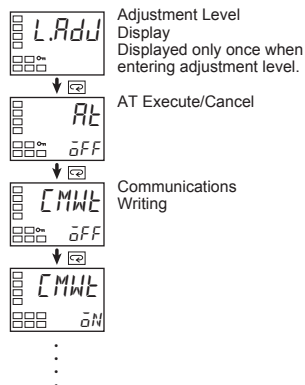 L.Adj
Adjustment Level
Display
Displayed only once when
entering adjustment level.
At
oFF
AT Execute/Cancel
CMWt
oFF
Communications
Writing
CMWt
oN